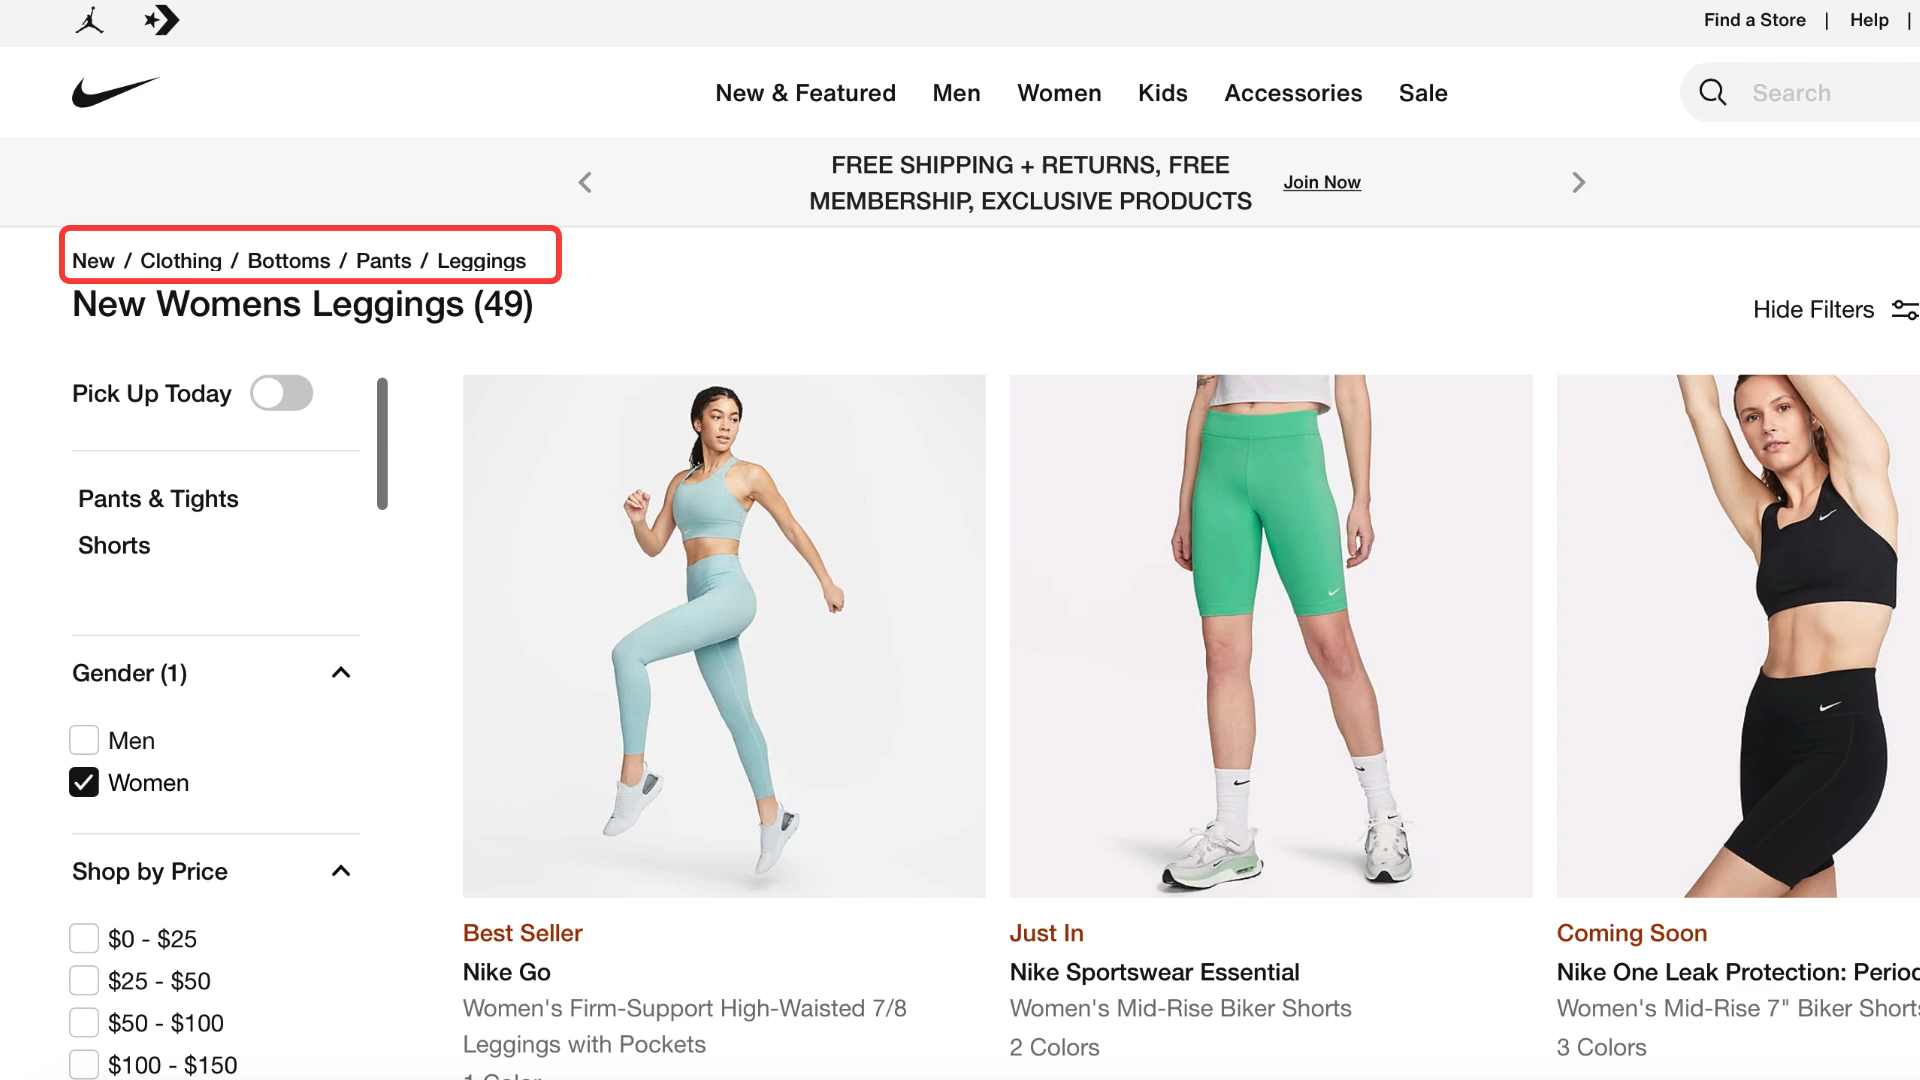 Find a Store | Help |
New & Featured Men Women Kids Accessories Sale
Search
FREE SHIPPING + RETURNS, FREE
MEMBERSHIP, EXCLUSIVE PRODUCTS
Join Now
New / Clothing / Bottoms / Pants / Leggings
New Womens Leggings (49)
Hide Filters
Pick Up Today
Pants & Tights
Shorts
Gender (1)
Men
Women
Shop by Price
$0 - $25
$25 - $50
$50 - $100
$100 - $150
Best Seller
Nike Go
Women's Firm-Support High-Waisted 7/8
Leggings with Pockets
1 Color
Just In
Nike Sportswear Essential
Women's Mid-Rise Biker Shorts
2 Colors
Coming Soon
Nike One Leak Protection: Period
Women's Mid-Rise 7" Biker Shorts
3 Colors